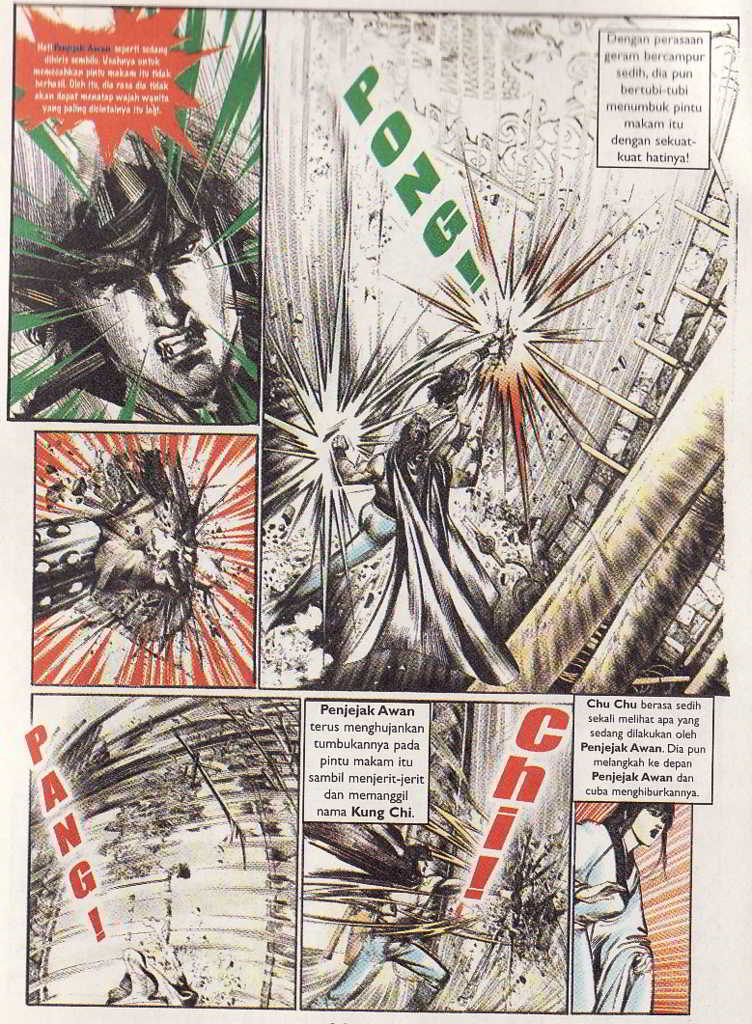 Hati Penjejak Awan seperti sedang
dihiris sembilu. Usahanya untuk
memecahkan pintu makam itu tidak
berhasil. Oleh itu, dia rasa dia tidak
akan dapat menatap wajah wanita
yang paling dicintainya itu lagi.
Dengan perasaan
geram bercampur
sedih, dia pun
bertubi-tubi
menumbuk pintu
makam itu
dengan sekuat-
kuat hatinya!
PONG!
PANG!
Penjejak Awan
terus menghujankan
tumbukannya pada
pintu makam itu
sambil menjerit-jerit
dan memanggil
nama Kung Chi.
Chi!!
Chu Chu berasa sedih
sekali melihat apa yang
sedang dilakukan oleh
Penjejak Awan. Dia pun
melangkah ke depan
Penjejak Awan dan
cuba menghiburkannya.